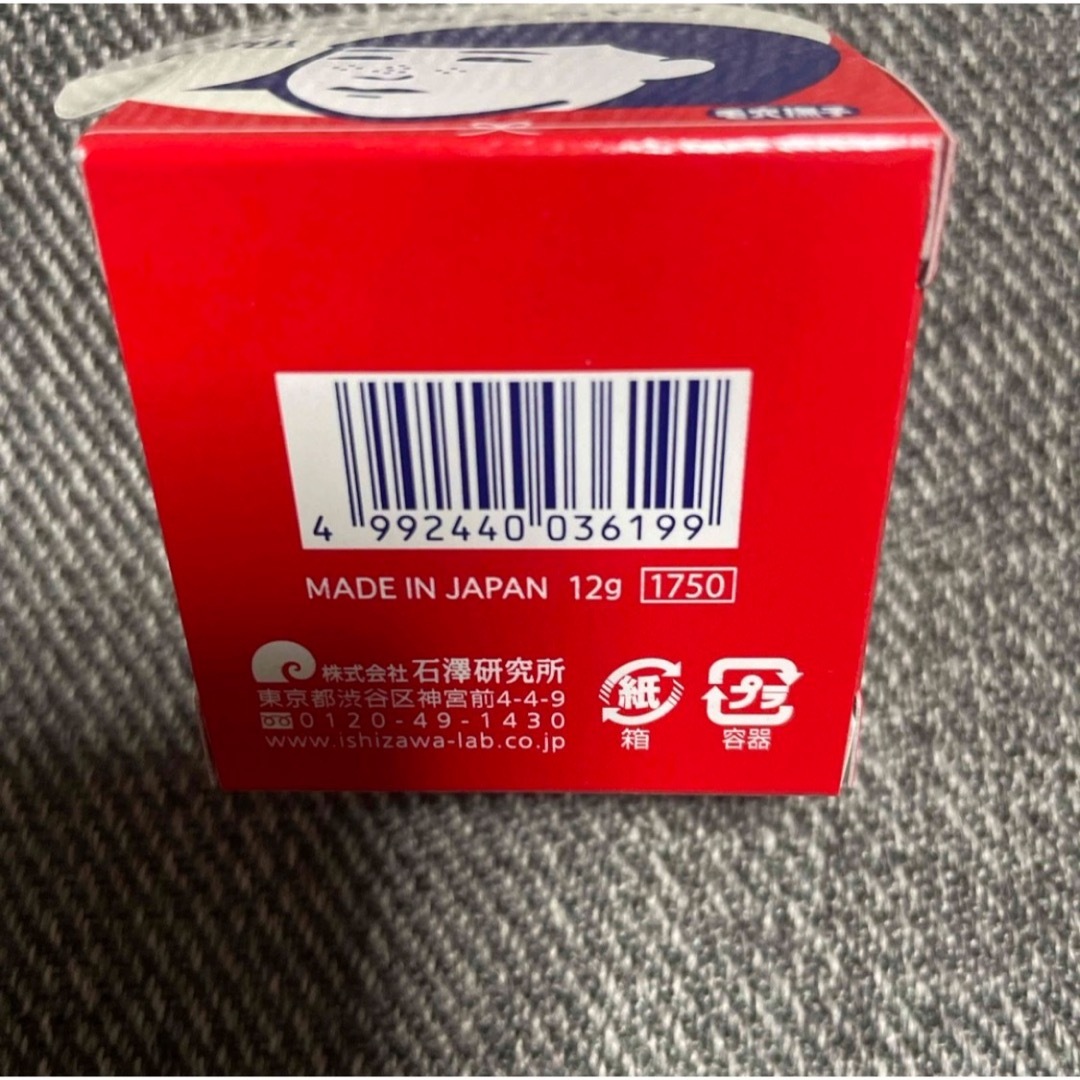 毛穴撫子
4 992440 036199
MADE IN JAPAN 12g 1750
株式会社 石澤研究所
東京都渋谷区神宮前4-4-9
0120-49-1430
www.ishizawa-lab.co.jp
紙
箱
プラ
容器